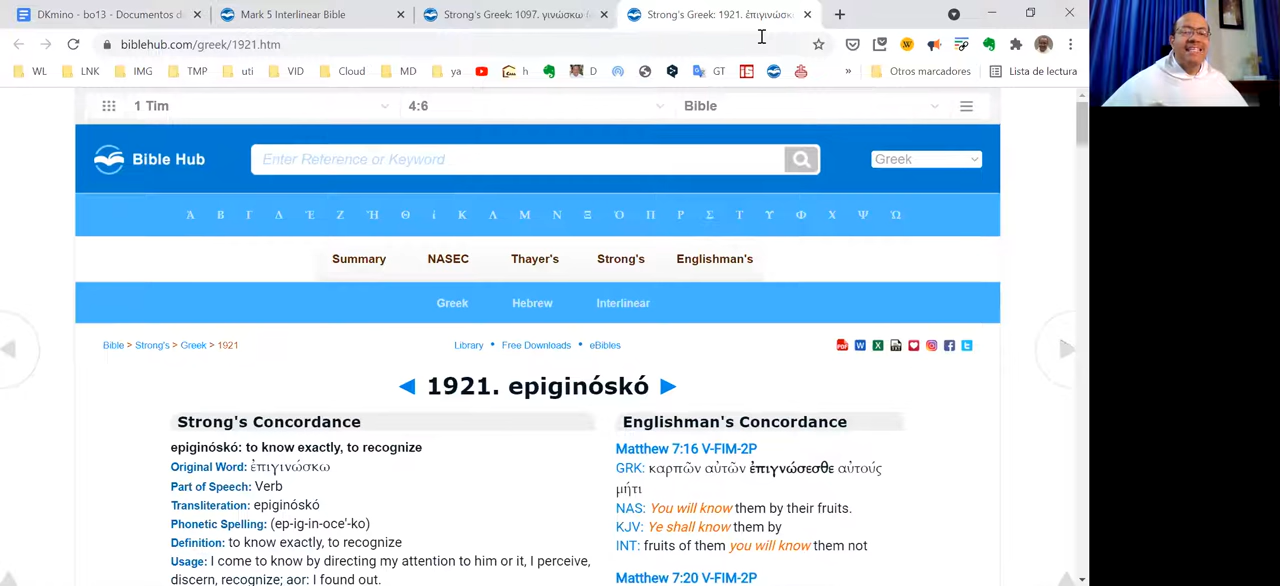 DKmino - bo13 - Documentos d
Mark 5 Interlinear Bible
Strong's Greek: 1097. γινώσκω
Strong's Greek: 1921. ἐπιγινώσκ
biblehub.com/greek/1921.htm
WL LNK IMG TMP uti VID Cloud MD ya h D GT » Otros marcadores Lista de lectura
1 Tim 4:6 Bible
Bible Hub Enter Reference or Keyword Greek
Α Β Γ Δ Ε Ζ Η Θ Ι Κ Λ Μ Ν Ξ Ο Π Ρ Σ Τ Υ Φ Χ Ψ Ω
Summary NASEC Thayer's Strong's Englishman's
Greek Hebrew Interlinear
Bible > Strong's > Greek > 1921
Library • Free Downloads • eBibles
◄ 1921. epiginóskó ►
Strong's Concordance
epiginóskó: to know exactly, to recognize
Original Word: ἐπιγινώσκω
Part of Speech: Verb
Transliteration: epiginóskó
Phonetic Spelling: (ep-ig-in-oce'-ko)
Definition: to know exactly, to recognize
Usage: I come to know by directing my attention to him or it, I perceive,
discern, recognize; aor: I found out.
Englishman's Concordance
Matthew 7:16 V-FIM-2P
GRK: καρπῶν αὐτῶν ἐπιγνώσεσθε αὐτούς
μήτι
NAS: You will know them by their fruits.
KJV: Ye shall know them by
INT: fruits of them you will know them not
Matthew 7:20 V-FIM-2P